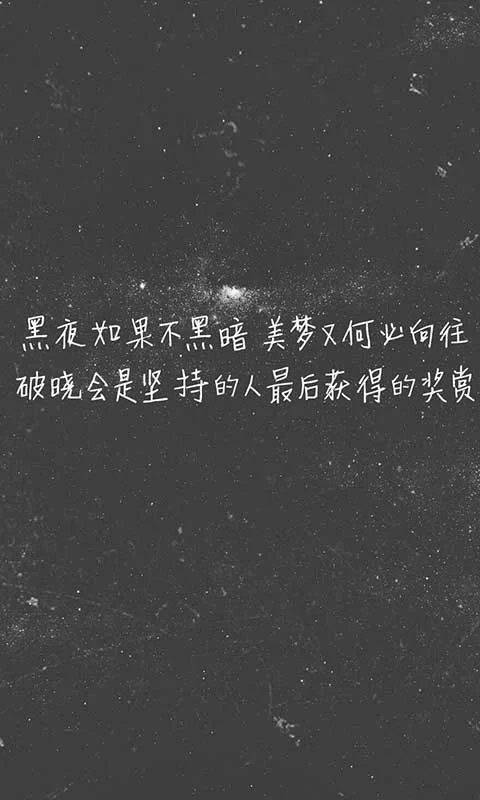 黑夜如果不黑暗 美梦又何必向往
破晓会是坚持的人最后获得的奖赏